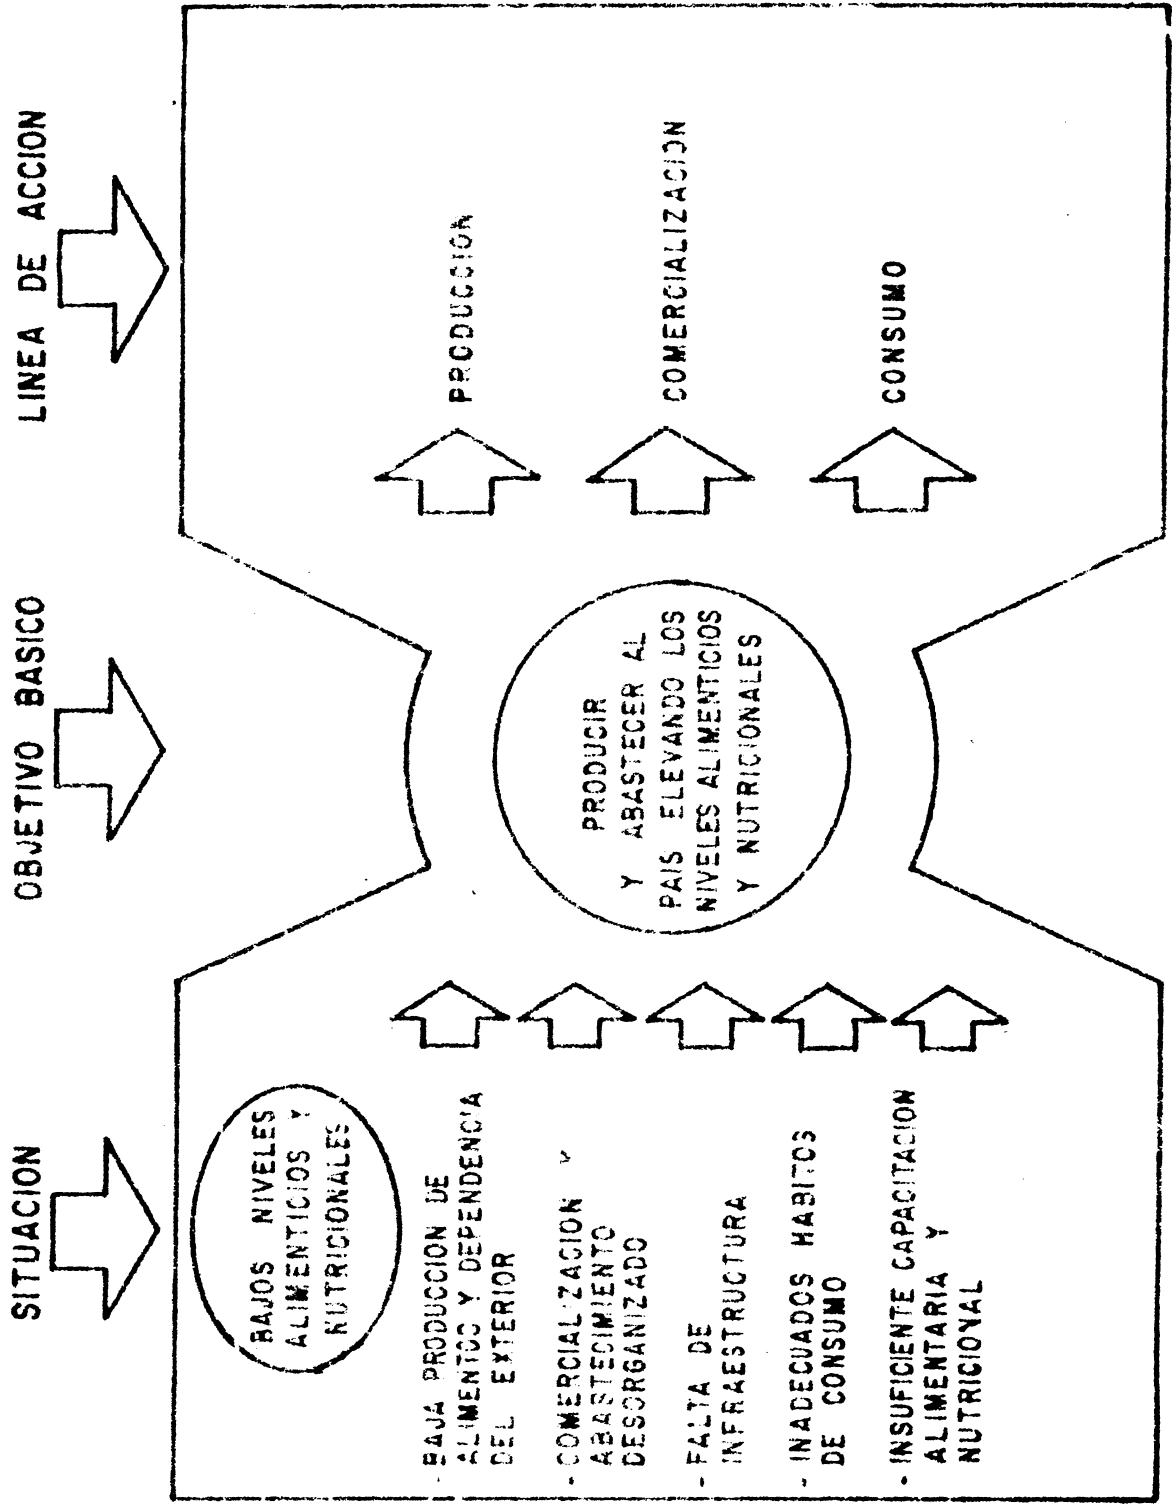 SITUACION
OBJETIVO BASICO
LINEA DE ACCION
BAJOS NIVELES
ALIMENTICIOS Y
NUTRICIONALES
- BAJA PRODUCCION DE
ALIMENTOS Y DEPENDENCIA
DEL EXTERIOR
- COMERCIALIZACION Y
ABASTECIMIENTO
DESORGANIZADO
- FALTA DE
INFRAESTRUCTURA
- INADECUADOS HABITOS
DE CONSUMO
- INSUFICIENTE CAPACITACION
ALIMENTARIA Y
NUTRICIONAL
PRODUCIR
Y ABASTECER AL
PAIS ELEVANDO LOS
NIVELES ALIMENTICIOS
Y NUTRICIONALES
PRODUCCION
COMERCIALIZACION
CONSUMO